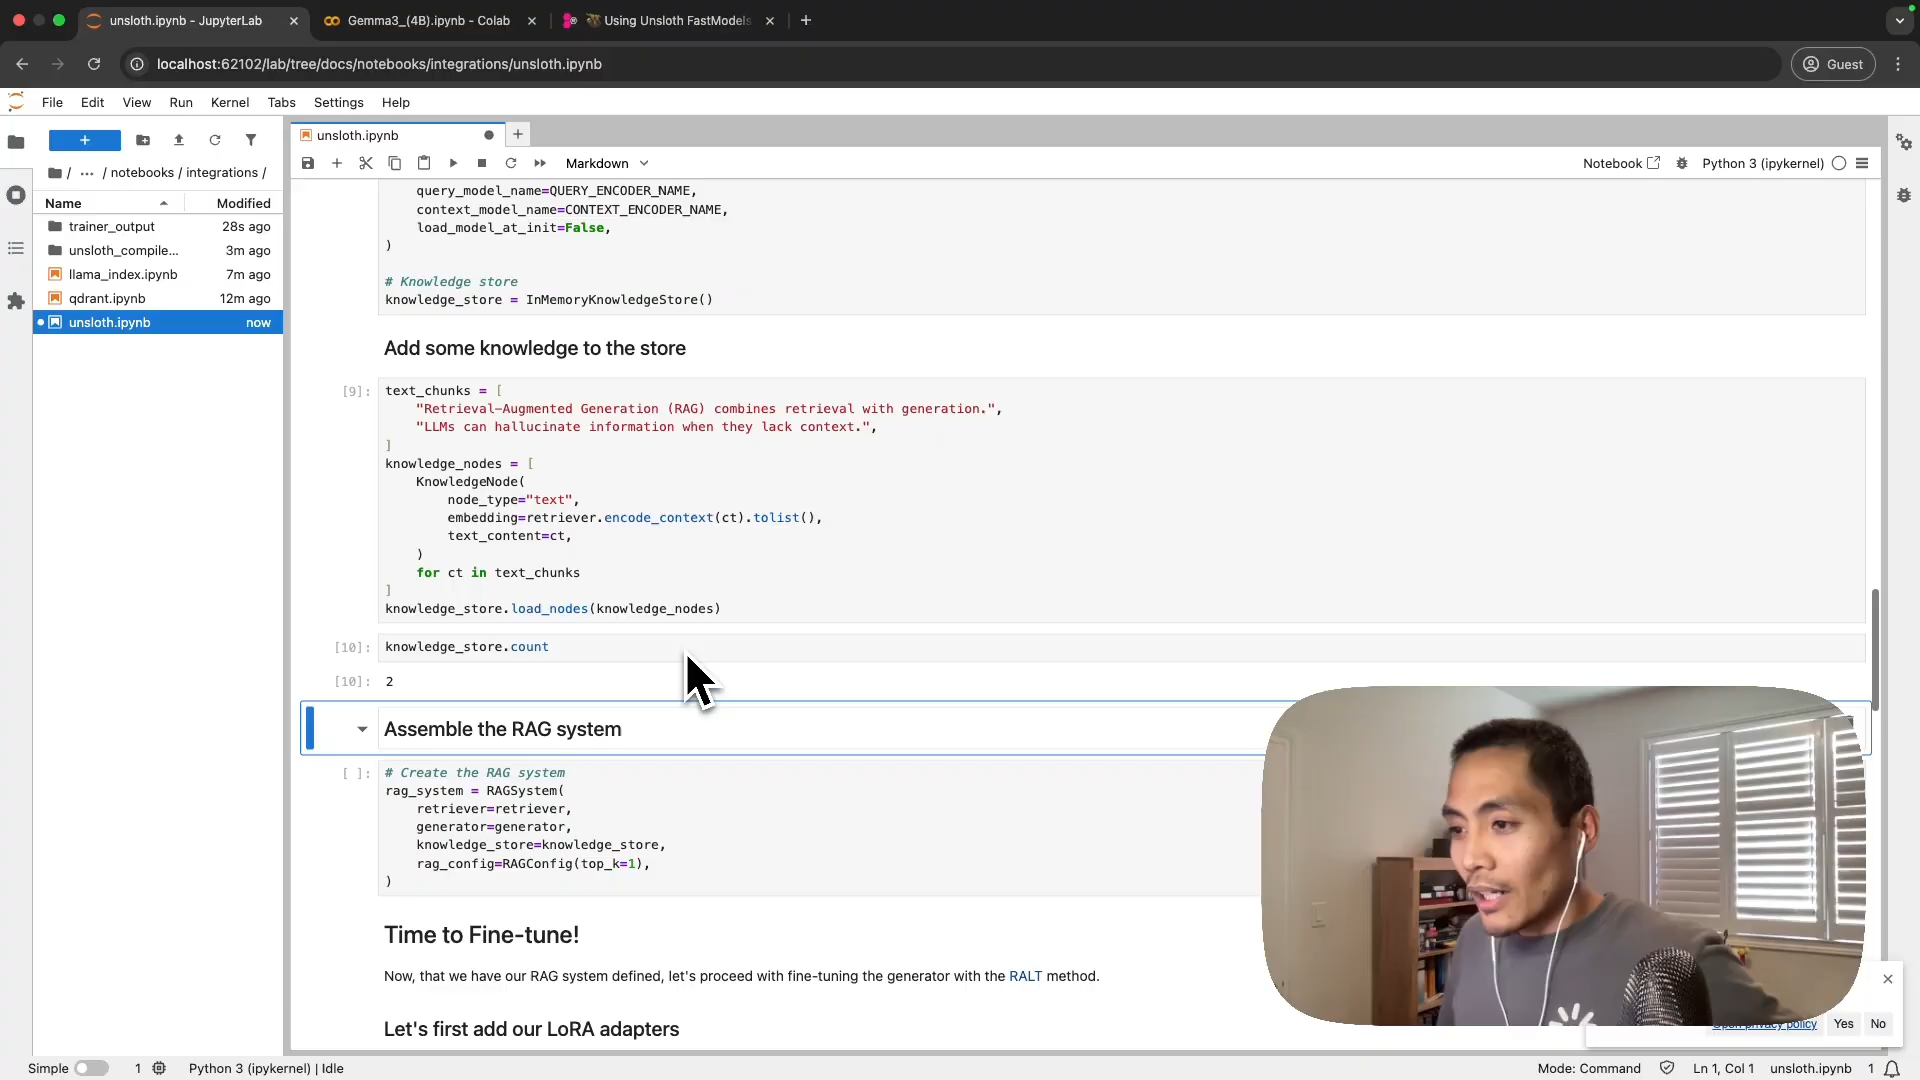 unsloth.ipynb - JupyterLab
Gemma3_(4B).ipynb - Colab
Using Unsloth FastModels
localhost:62102/lab/tree/docs/notebooks/integrations/unsloth.ipynb
Guest
File Edit View Run Kernel Tabs Settings Help
unsloth.ipynb
/ ··· / notebooks / integrations /
Markdown
Notebook
Python 3 (ipykernel)
Name Modified
trainer_output 28s ago
unsloth_compile... 3m ago
llama_index.ipynb 7m ago
qdrant.ipynb 12m ago
unsloth.ipynb now
query_model_name=QUERY_ENCODER_NAME,
context_model_name=CONTEXT_ENCODER_NAME,
load_model_at_init=False,
)
# Knowledge store
knowledge_store = InMemoryKnowledgeStore()
Add some knowledge to the store
[9]: text_chunks = [
"Retrieval-Augmented Generation (RAG) combines retrieval with generation.",
"LLMs can hallucinate information when they lack context.",
]
knowledge_nodes = [
KnowledgeNode(
node_type="text",
embedding=retriever.encode_context(ct).tolist(),
text_content=ct,
)
for ct in text_chunks
]
knowledge_store.load_nodes(knowledge_nodes)
[10]: knowledge_store.count
[10]: 2
Assemble the RAG system
[ ]: # Create the RAG system
rag_system = RAGSystem(
retriever=retriever,
generator=generator,
knowledge_store=knowledge_store,
rag_config=RAGConfig(top_k=1),
)
Time to Fine-tune!
Now, that we have our RAG system defined, let's proceed with fine-tuning the generator with the RALT method.
Let's first add our LoRA adapters
Open privacy policy Yes No
Simple 1 Python 3 (ipykernel) | Idle
Mode: Command Ln 1, Col 1 unsloth.ipynb 1